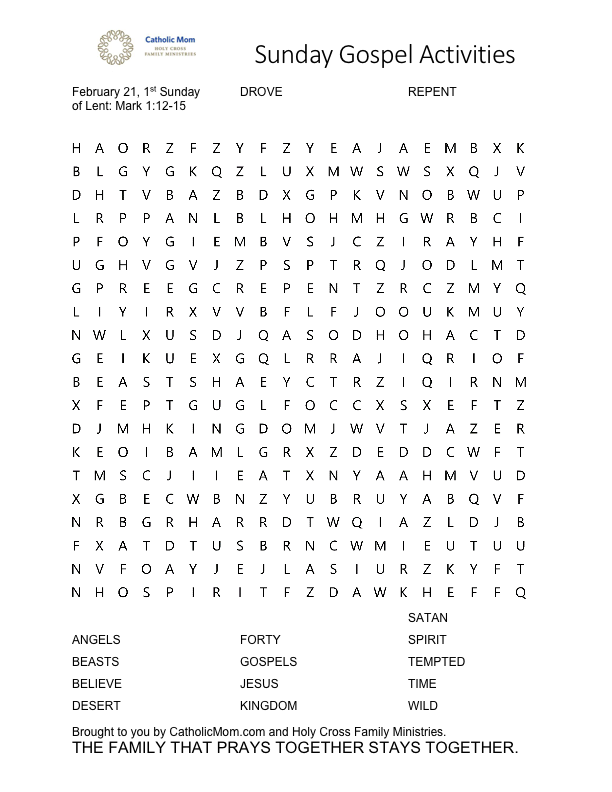 Catholic Mom
HOLY CROSS
FAMILY MINISTRIES
Sunday Gospel Activities
February 21, 1st Sunday of Lent: Mark 1:12-15
DROVE
REPENT
H A O R Z F Z Y F Z Y E A J A E M B X K
B L G Y G K Q Z L U X M W S W S X Q J V
D H T V B A Z B D X G P K V N O B W U P
L R P P A N L B L H O H M H G W R B C I
P F O Y G I E M B V S J C Z I R A Y H F
U G H V G V J Z P S P T R Q J O D L M T
G P R E E G C R E P E N T Z R C Z M Y Q
L I Y I R X V V B F L F J O O U K M U Y
N W L X U S D J Q A S O D H O H A C T D
G E I K U E X G Q L R R A J I Q R I O F
B E A S T S H A E Y C T R Z I Q I R N M
X F E P T G U G L F O C C X S X E F T Z
D J M H K I N G D O M J W V T J A Z E R
K E O I B A M L G R X Z D E D D C W F T
T M S C J I I E A T X N Y A A H M V U D
X G B E C W B N Z Y U B R U Y A B Q V F
N R B G R H A R R D T W Q I A Z L D J B
F X A T D T U S B R N C W M I E U T U U
N V F O A Y J E J L A S I U R Z K Y F T
N H O S P I R I T F Z D A W K H E F F Q
SATAN
ANGELS FORTY SPIRIT
BEASTS GOSPELS TEMPTED
BELIEVE JESUS TIME
DESERT KINGDOM WILD
Brought to you by CatholicMom.com and Holy Cross Family Ministries.
THE FAMILY THAT PRAYS TOGETHER STAYS TOGETHER.